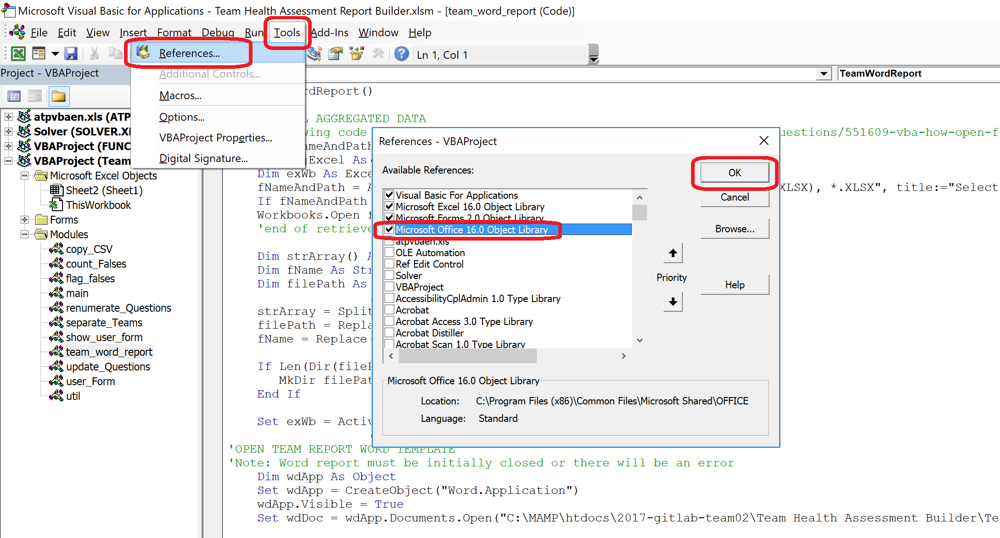 Microsoft Visual Basic for Applications - Team Health Assessment Report Builder.xlsm - [team_word_report (Code)]
File Edit View Insert Format Debug Run Tools Add-Ins Window Help
Ln 1, Col 1
References...
Additional Controls...
Macros...
Options...
VBAProject Properties...
Digital Signature...
Project - VBAProject
TeamWordReport
atpvbaen.xls (ATP
Solver (SOLVER.XL
VBAProject (FUNC
VBAProject (Team
Microsoft Excel Objects
Sheet2 (Sheet1)
ThisWorkbook
Forms
Modules
copy_CSV
count_Falses
flag_falses
main
renumerate_Questions
separate_Teams
show_user_form
team_word_report
update_Questions
user_Form
util
rdReport()
AGGREGATED DATA
wing code
uestions/551609-vba-how-open-f
ameAndPath
jExcel As
Dim exWb As Exce
fNameAndPath = A
XLSX), *.XLSX", title:="Select
If fNameAndPath
Workbooks.Open f
'end of retrieve
Dim strArray() A
Dim fName As Str
Dim filePath As
strArray = Split
filePath = Repla
fName = Replace(
If Len(Dir(fileP
MkDir filePat
End If
Set exWb = Activ
'OPEN TEAM REPORT WORD TEMPLATE
'Note: Word report must be initially closed or there will be an error
Dim wdApp As Object
Set wdApp = CreateObject("Word.Application")
wdApp.Visible = True
Set wdDoc = wdApp.Documents.Open("C:\MAMP\htdocs\2017-gitlab-team02\Team Health Assessment Builder\Te
References - VBAProject
Available References:
Visual Basic For Applications
Microsoft Excel 16.0 Object Library
Microsoft Forms 2.0 Object Library
Microsoft Office 16.0 Object Library
atpvbaen.xls
OLE Automation
Ref Edit Control
Solver
VBAProject
AccessibilityCplAdmin 1.0 Type Library
Acrobat
Acrobat Access 3.0 Type Library
Acrobat Distiller
Acrobat Scan 1.0 Type Library
OK
Cancel
Browse...
Priority
Help
Microsoft Office 16.0 Object Library
Location: C:\Program Files (x86)\Common Files\Microsoft Shared\OFFICE
Language: Standard